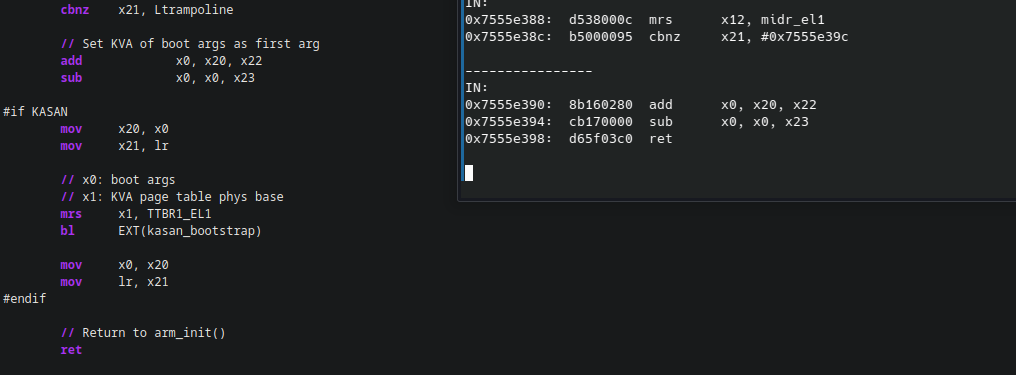 cbnz x21, Ltrampoline
// Set KVA of boot args as first arg
add x0, x20, x22
sub x0, x0, x23
#if KASAN
mov x20, x0
mov x21, lr
// x0: boot args
// x1: KVA page table phys base
mrs x1, TTBR1_EL1
bl EXT(kasan_bootstrap)
mov x0, x20
mov lr, x21
#endif
// Return to arm_init()
ret
IN:
0x7555e388: d538000c mrs x12, midr_el1
0x7555e38c: b5000095 cbnz x21, #0x7555e39c
----------------
IN:
0x7555e390: 8b160280 add x0, x20, x22
0x7555e394: cb170000 sub x0, x0, x23
0x7555e398: d65f03c0 ret